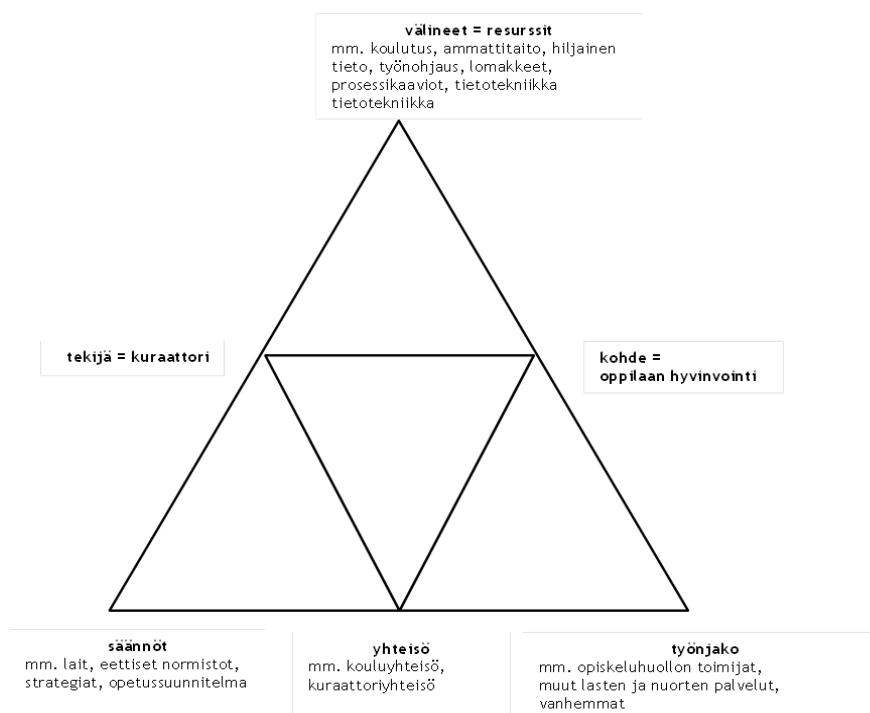 välineet = resurssit
mm. koulutus, ammattitaito, hiljainen
tieto, työnohjaus, lomakkeet,
prosessikaaviot, tietotekniikka
tietotekniikka
tekijä = kuraattori
kohde =
oppilaan hyvinvointi
säännöt
mm. lait, eettiset normistot,
strategiat, opetussuunnitelma
yhteisö
mm. kouluyhteisö,
kuraattoriyhteisö
työnjako
mm. opiskeluhuollon toimijat,
muut lasten ja nuorten palvelut,
vanhemmat